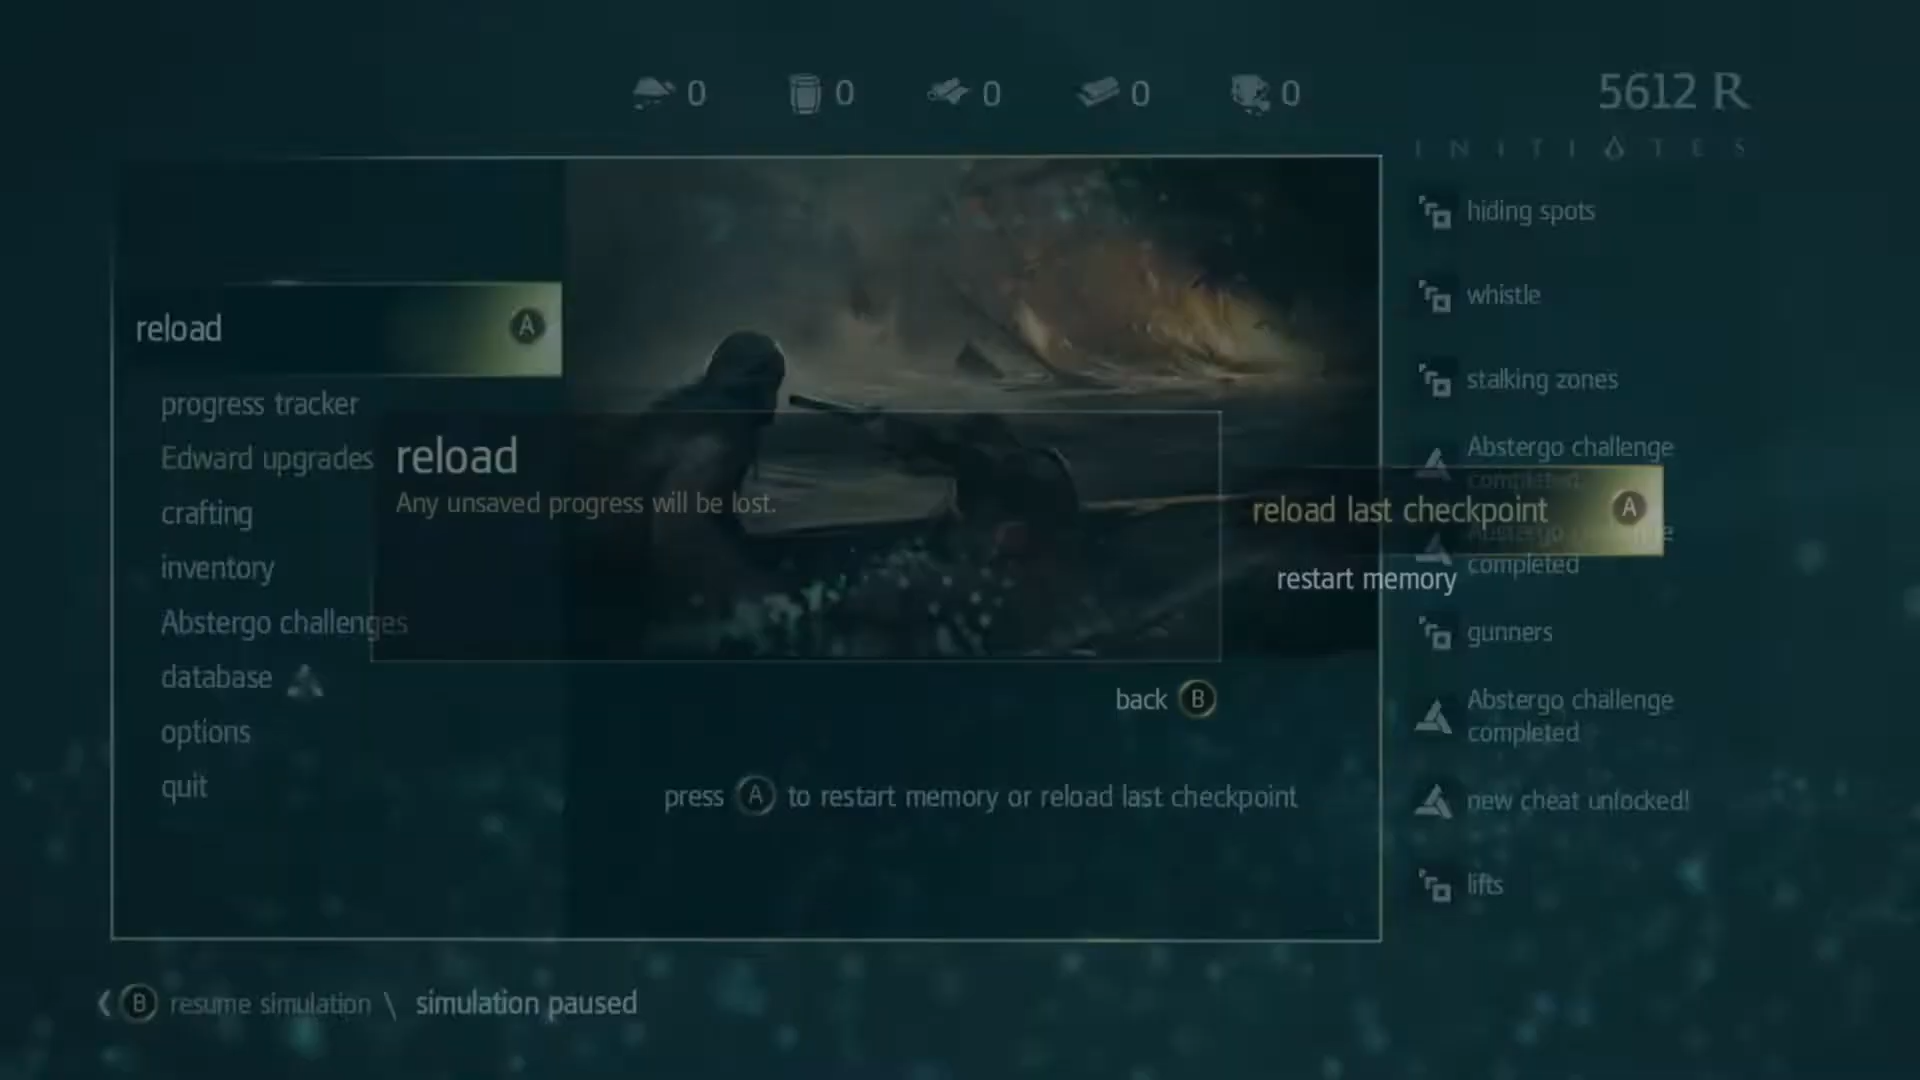 0 0 0 0 0 5612 R
INITIATES
reload A
progress tracker
Edward upgrades
crafting
inventory
Abstergo challenges
database
options
quit
reload
Any unsaved progress will be lost.
reload last checkpoint A
restart memory
back B
press A to restart memory or reload last checkpoint
hiding spots
whistle
stalking zones
Abstergo challenge
completed
Abstergo challenge
completed
gunners
Abstergo challenge
completed
new cheat unlocked!
lifts
B resume simulation \ simulation paused